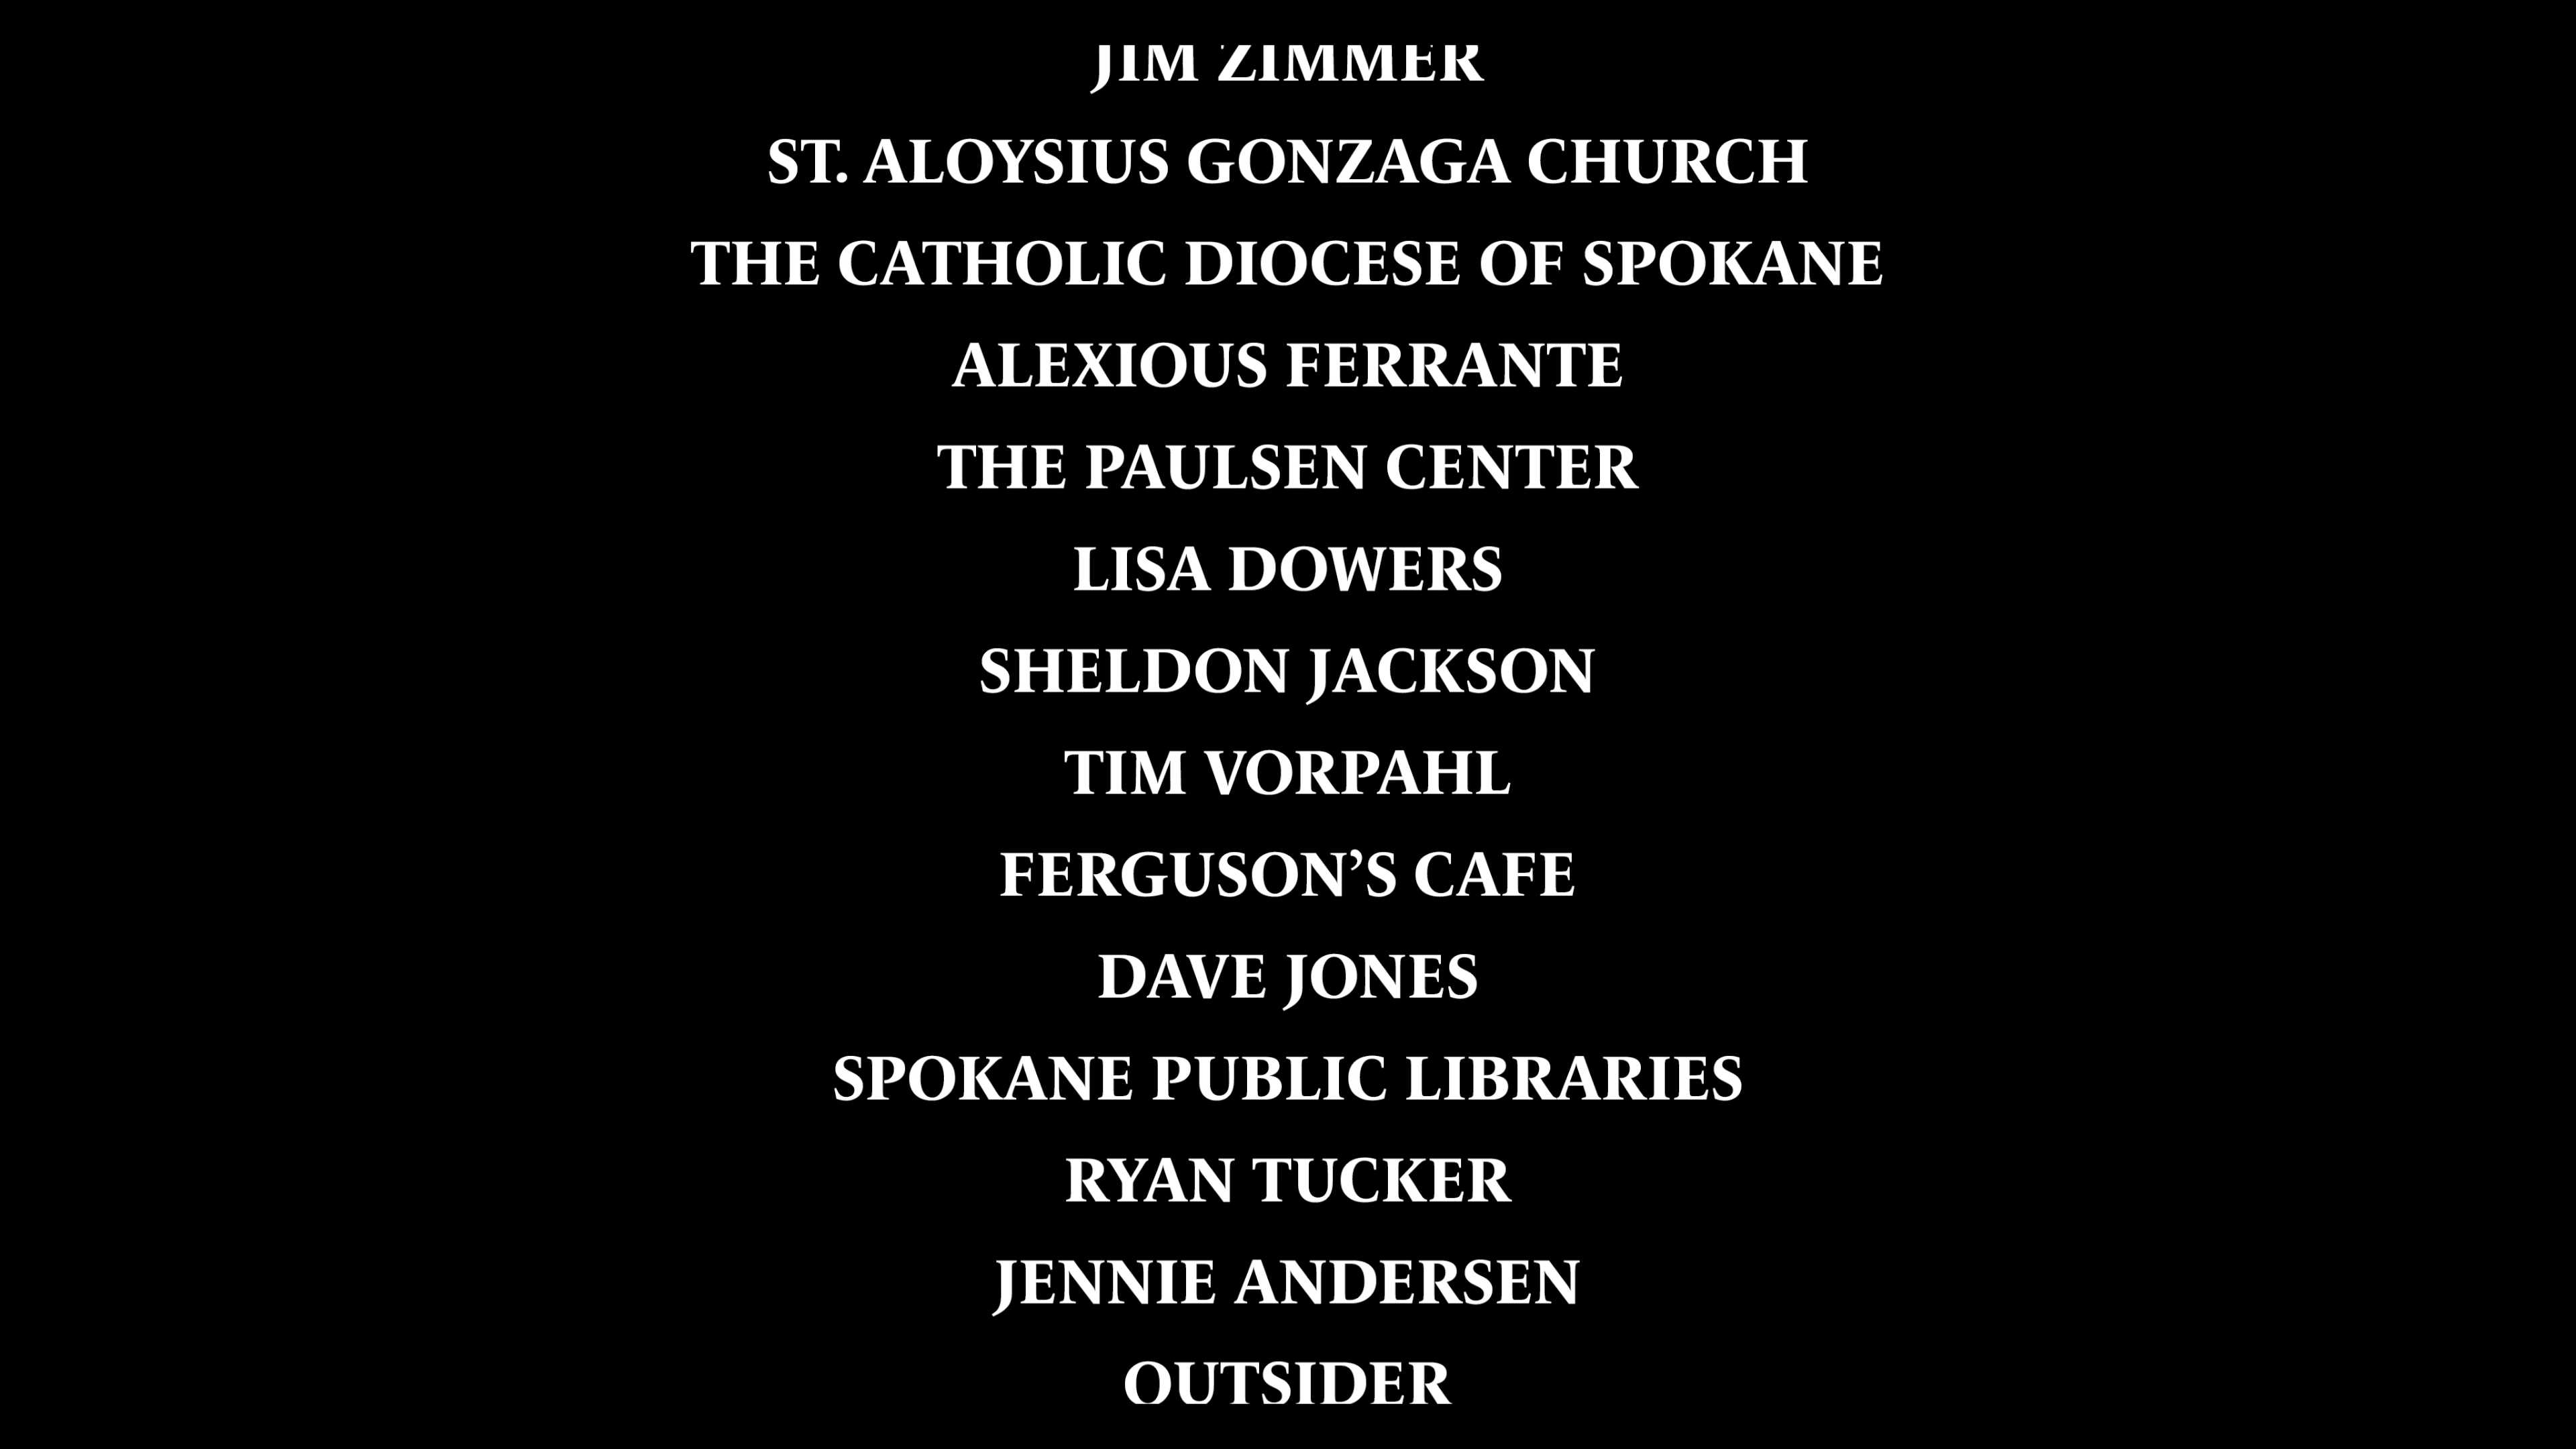 JIM ZIMMER
ST. ALOYSIUS GONZAGA CHURCH
THE CATHOLIC DIOCESE OF SPOKANE
ALEXIOUS FERRANTE
THE PAULSEN CENTER
LISA DOWERS
SHELDON JACKSON
TIM VORPAHL
FERGUSON’S CAFE
DAVE JONES
SPOKANE PUBLIC LIBRARIES
RYAN TUCKER
JENNIE ANDERSEN
OUTSIDER